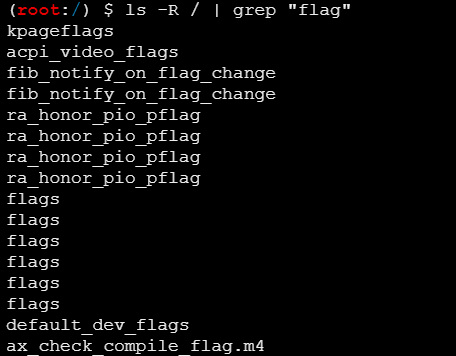 (root:/) $ ls -R / | grep "flag"
kpageflags
acpi_video_flags
fib_notify_on_flag_change
fib_notify_on_flag_change
ra_honor_pio_pflag
ra_honor_pio_pflag
ra_honor_pio_pflag
ra_honor_pio_pflag
flags
flags
flags
flags
flags
flags
default_dev_flags
ax_check_compile_flag.m4